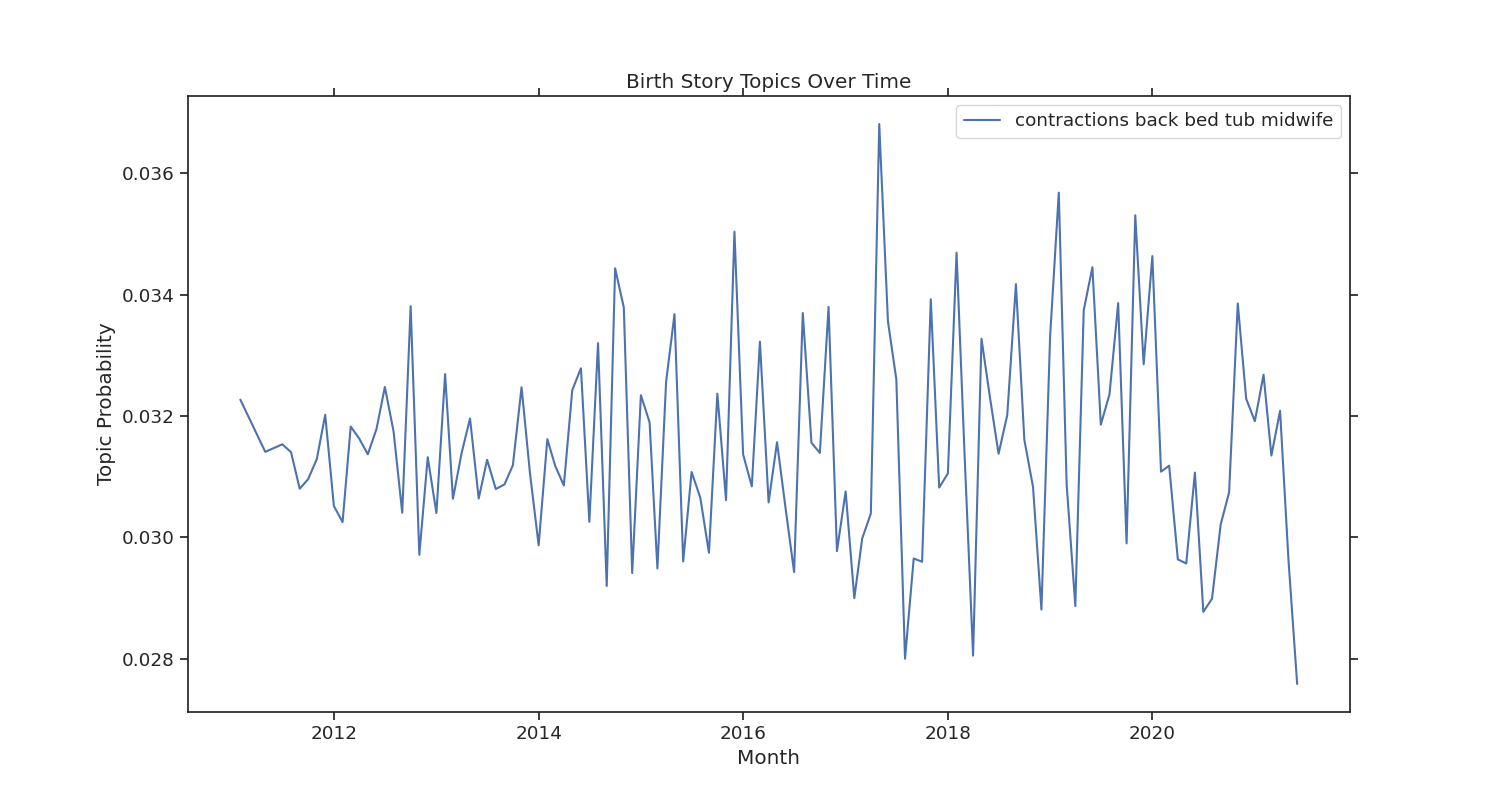 Birth Story Topics Over Time
contractions back bed tub midwife
Topic Probability
0.036
0.034
0.032
0.030
0.028
2012 2014 2016 2018 2020
Month